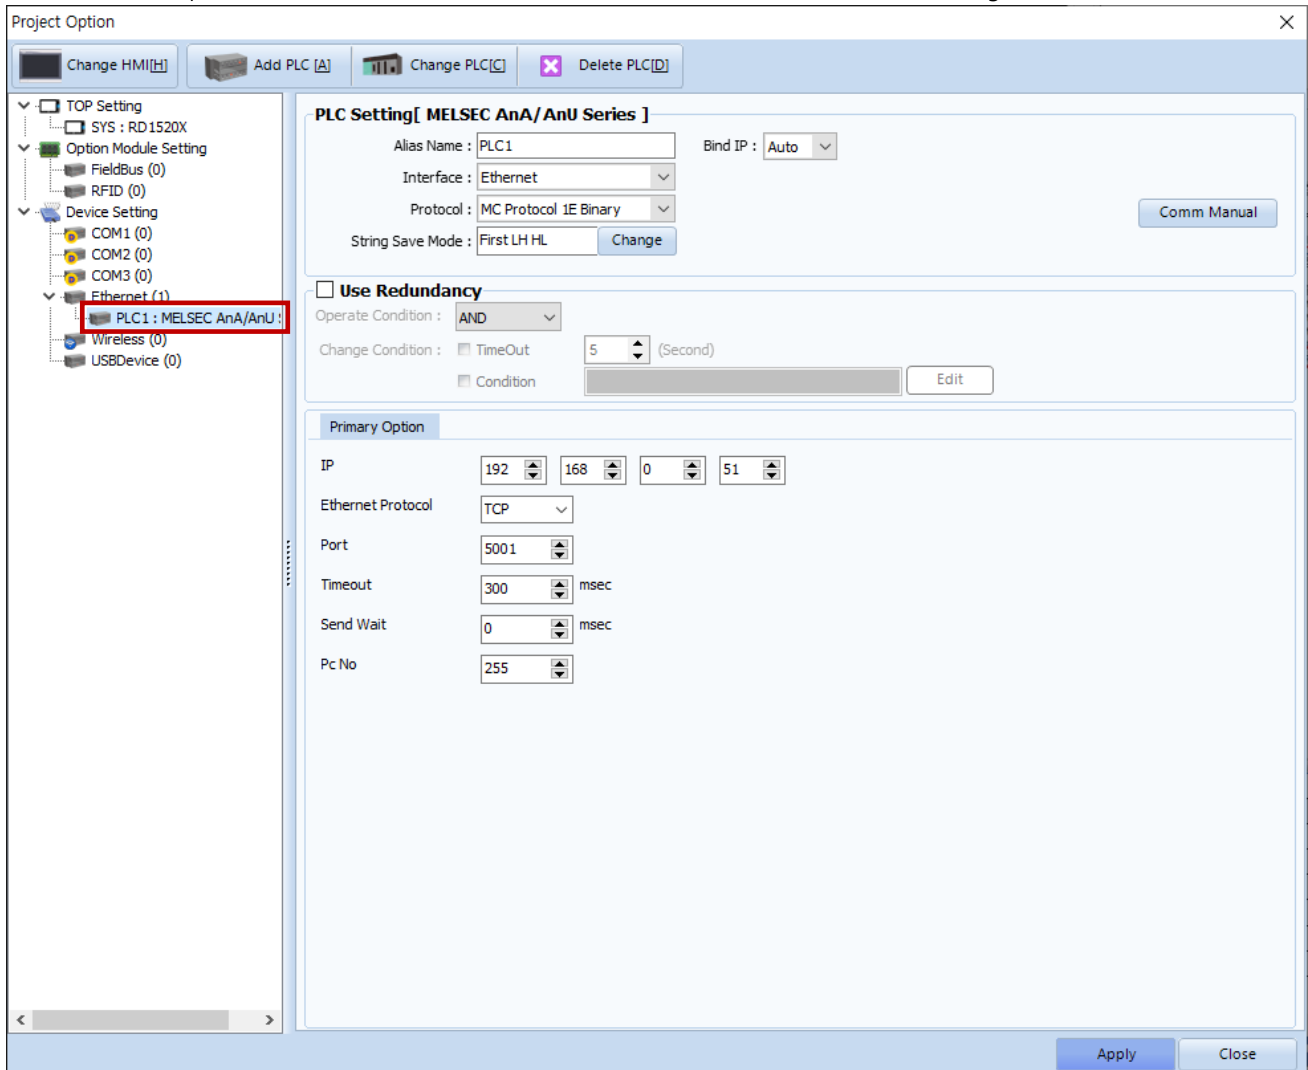 Project Option
Change HMI[H] Add PLC [A] Change PLC[C] Delete PLC[D]
TOP Setting
SYS : RD1520X
Option Module Setting
FieldBus (0)
RFID (0)
Device Setting
COM1 (0)
COM2 (0)
COM3 (0)
Ethernet (1)
PLC1 : MELSEC AnA/AnU
Wireless (0)
USBDevice (0)
PLC Setting[ MELSEC AnA/AnU Series ]
Alias Name : PLC1 Bind IP : Auto
Interface : Ethernet
Protocol : MC Protocol 1E Binary
Comm Manual
String Save Mode : First LH HL Change
Use Redundancy
Operate Condition : AND
Change Condition : TimeOut 5 (Second)
Condition Edit
Primary Option
IP 192 168 0 51
Ethernet Protocol TCP
Port 5001
Timeout 300 msec
Send Wait 0 msec
Pc No 255
Apply Close